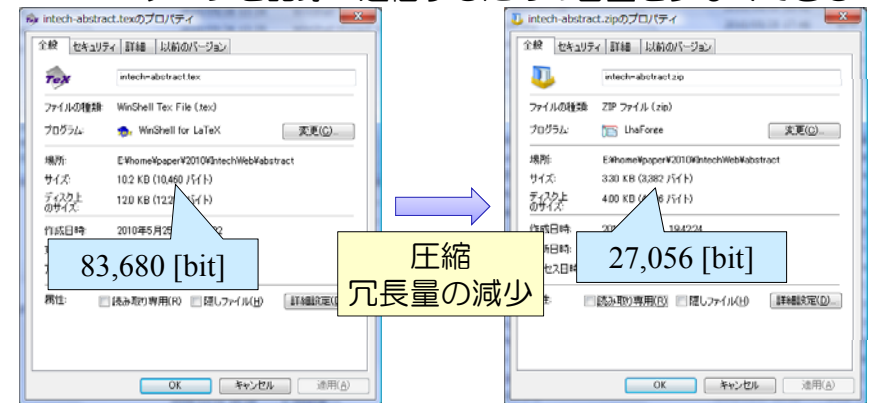 intech-abstract.texのプロパティ
全般 セキュリティ 詳細 以前のバージョン
intech-abstract.tex
ファイルの種類: WinShell Tex File (.tex)
プログラム: WinShell for LaTeX 変更(C)...
場所: E:¥home¥paper¥2010¥IntechWeb¥abstract
サイズ: 10.2 KB (10,460 バイト)
ディスク上
のサイズ: 12.0 KB
バイト)
作成日時: 2010年5月
83,680 [bit]
属性: 読み取り専用(R) 隠しファイル(H)
OK キャンセル 適用(A)
圧縮
冗長量の減少
intech-abstract.zipのプロパティ
全般 セキュリティ 詳細 以前のバージョン
intech-abstract.zip
ファイルの種類: ZIP ファイル (.zip)
プログラム: LhaForge 変更(C)...
場所: E:¥home¥paper¥2010¥IntechWeb¥abstract
サイズ: 3.30 KB (3,382 バイト)
ディスク上
のサイズ: 4.00 KB
バイト)
作成日時: 19:42:24
27,056 [bit]
読み取り専用(R) 隠しファイル(H) 詳細設定(D)...
OK キャンセル 適用(A)